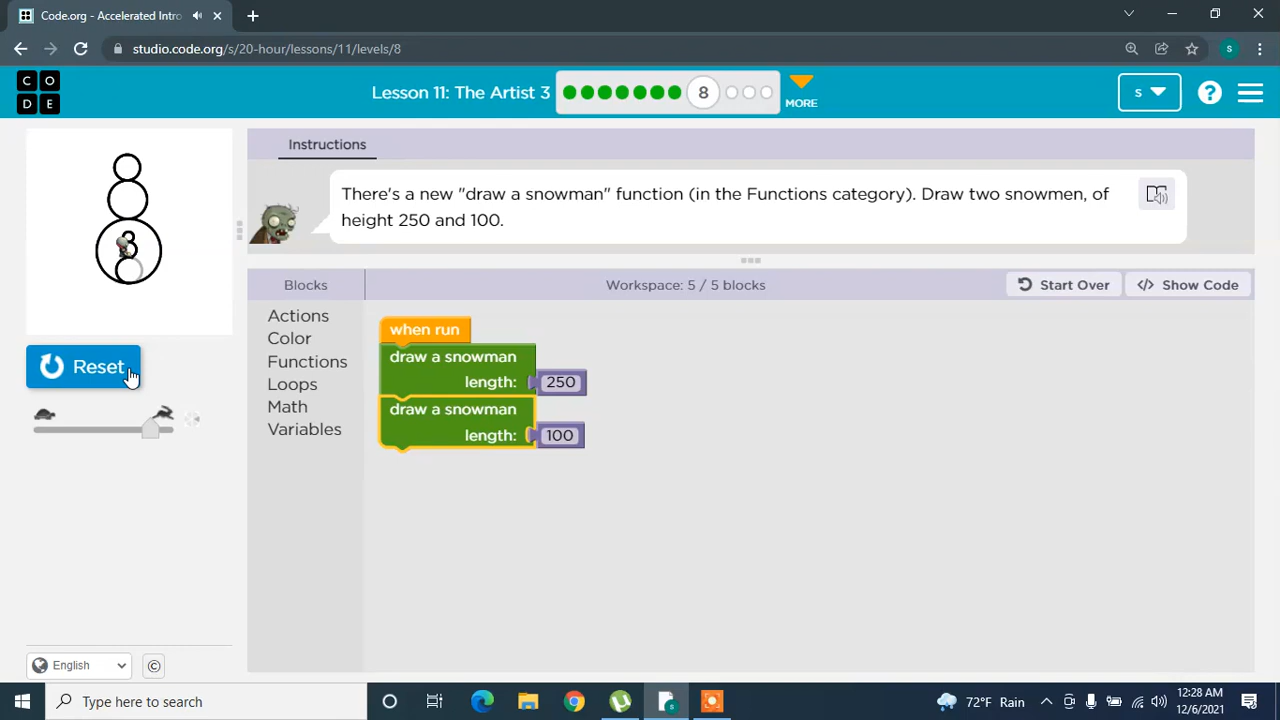 Code.org - Accelerated Intro
studio.code.org/s/20-hour/lessons/11/levels/8
S
C O
D E
Lesson 11: The Artist 3
8
MORE
s
?
Instructions
There's a new "draw a snowman" function (in the Functions category). Draw two snowmen, of
height 250 and 100.
Blocks
Workspace: 5 / 5 blocks
Start Over
</> Show Code
Actions
Color
Functions
Loops
Math
Variables
when run
draw a snowman
length: 250
draw a snowman
length: 100
Reset
English
©
Type here to search
72°F Rain
12:28 AM
12/6/2021